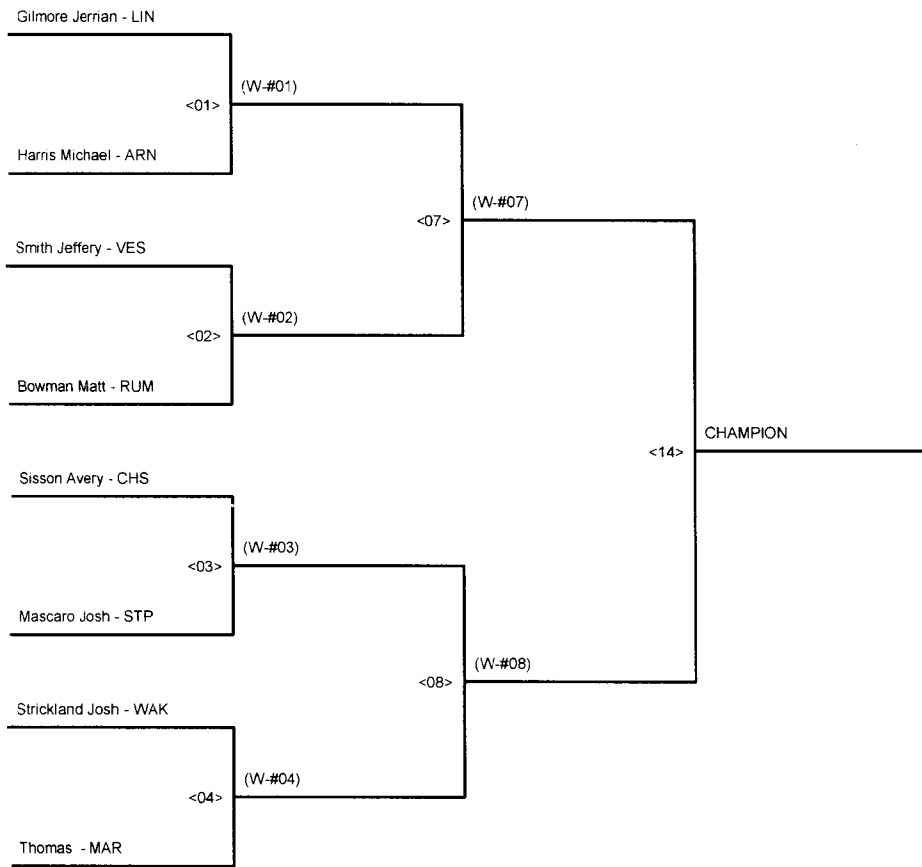 Gilmore Jerrian - LIN
(W-#01)
<01>
Harris Michael - ARN
(W-#07)
<07>
Smith Jeffery - VES
(W-#02)
<02>
Bowman Matt - RUM
CHAMPION
<14>
Sisson Avery - CHS
(W-#03)
<03>
Mascaro Josh - STP
(W-#08)
<08>
Strickland Josh - WAK
(W-#04)
<04>
Thomas - MAR